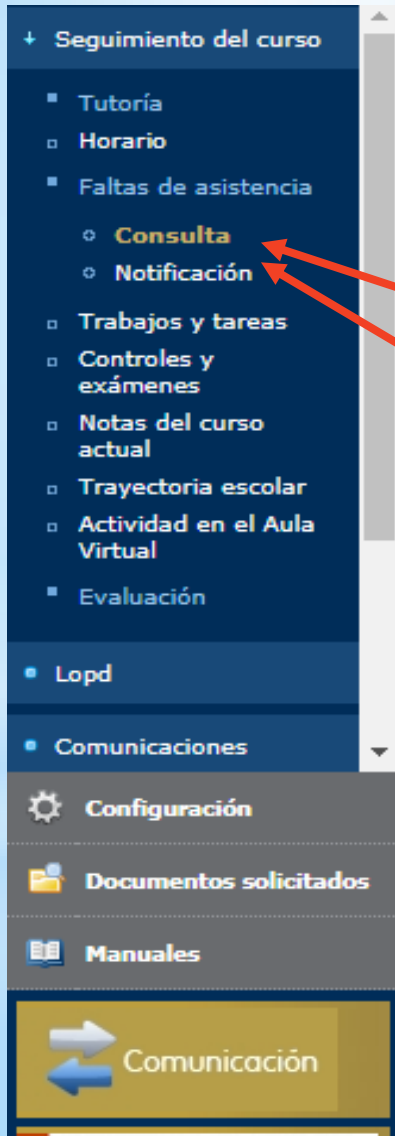 Seguimiento del curso
Tutoría
Horario
Faltas de asistencia
Consulta
Notificación
Trabajos y tareas
Controles y
exámenes
Notas del curso
actual
Trayectoria escolar
Actividad en el Aula
Virtual
Evaluación
Lopd
Comunicaciones
Configuración
Documentos solicitados
Manuales
Comunicación